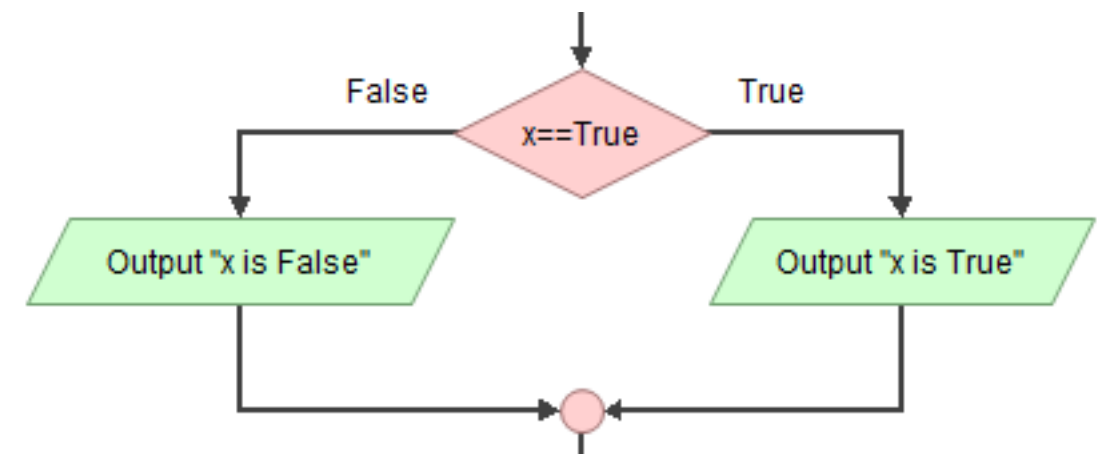 False
True
x==True
Output "x is False"
Output "x is True"